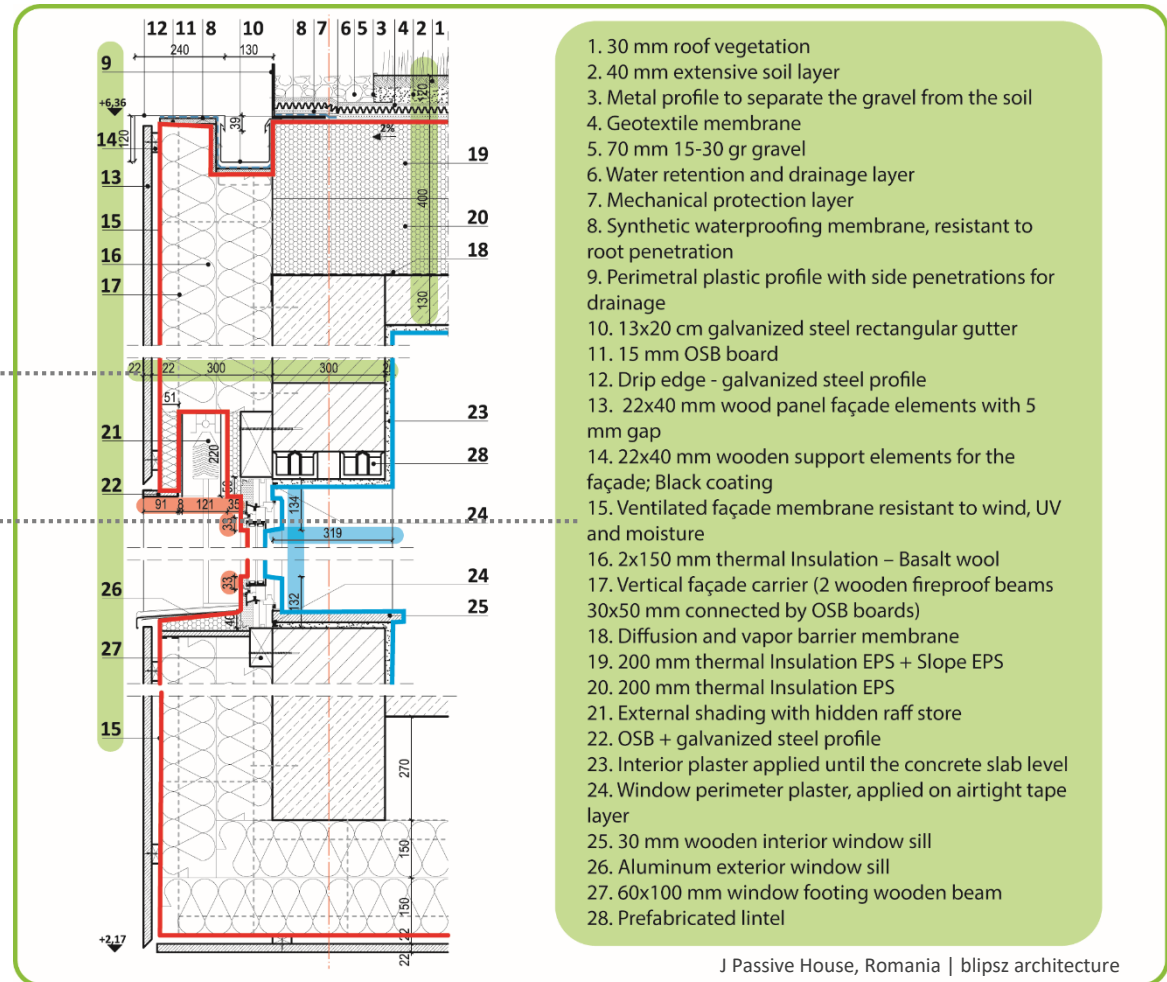 12 11 8 10 8 7 6 5 3 4 2 1
240 130
9
120
+6,36
39
2%
120
14
19
13
400
15
20
16
18
17
130
22 22 300 300
51
23
21
220
28
50
22
134
24
91 8 121 35
33
319
33
24
26
132
25
40
27
15
270
150
150
+2,17
22
22
1. 30 mm roof vegetation
2. 40 mm extensive soil layer
3. Metal profile to separate the gravel from the soil
4. Geotextile membrane
5. 70 mm 15-30 gr gravel
6. Water retention and drainage layer
7. Mechanical protection layer
8. Synthetic waterproofing membrane, resistant to
root penetration
9. Perimetral plastic profile with side penetrations for
drainage
10. 13x20 cm galvanized steel rectangular gutter
11. 15 mm OSB board
12. Drip edge - galvanized steel profile
13. 22x40 mm wood panel façade elements with 5
mm gap
14. 22x40 mm wooden support elements for the
façade; Black coating
15. Ventilated façade membrane resistant to wind, UV
and moisture
16. 2x150 mm thermal Insulation – Basalt wool
17. Vertical façade carrier (2 wooden fireproof beams
30x50 mm connected by OSB boards)
18. Diffusion and vapor barrier membrane
19. 200 mm thermal Insulation EPS + Slope EPS
20. 200 mm thermal Insulation EPS
21. External shading with hidden raff store
22. OSB + galvanized steel profile
23. Interior plaster applied until the concrete slab level
24. Window perimeter plaster, applied on airtight tape
layer
25. 30 mm wooden interior window sill
26. Aluminum exterior window sill
27. 60x100 mm window footing wooden beam
28. Prefabricated lintel
J Passive House, Romania | blipsz architecture